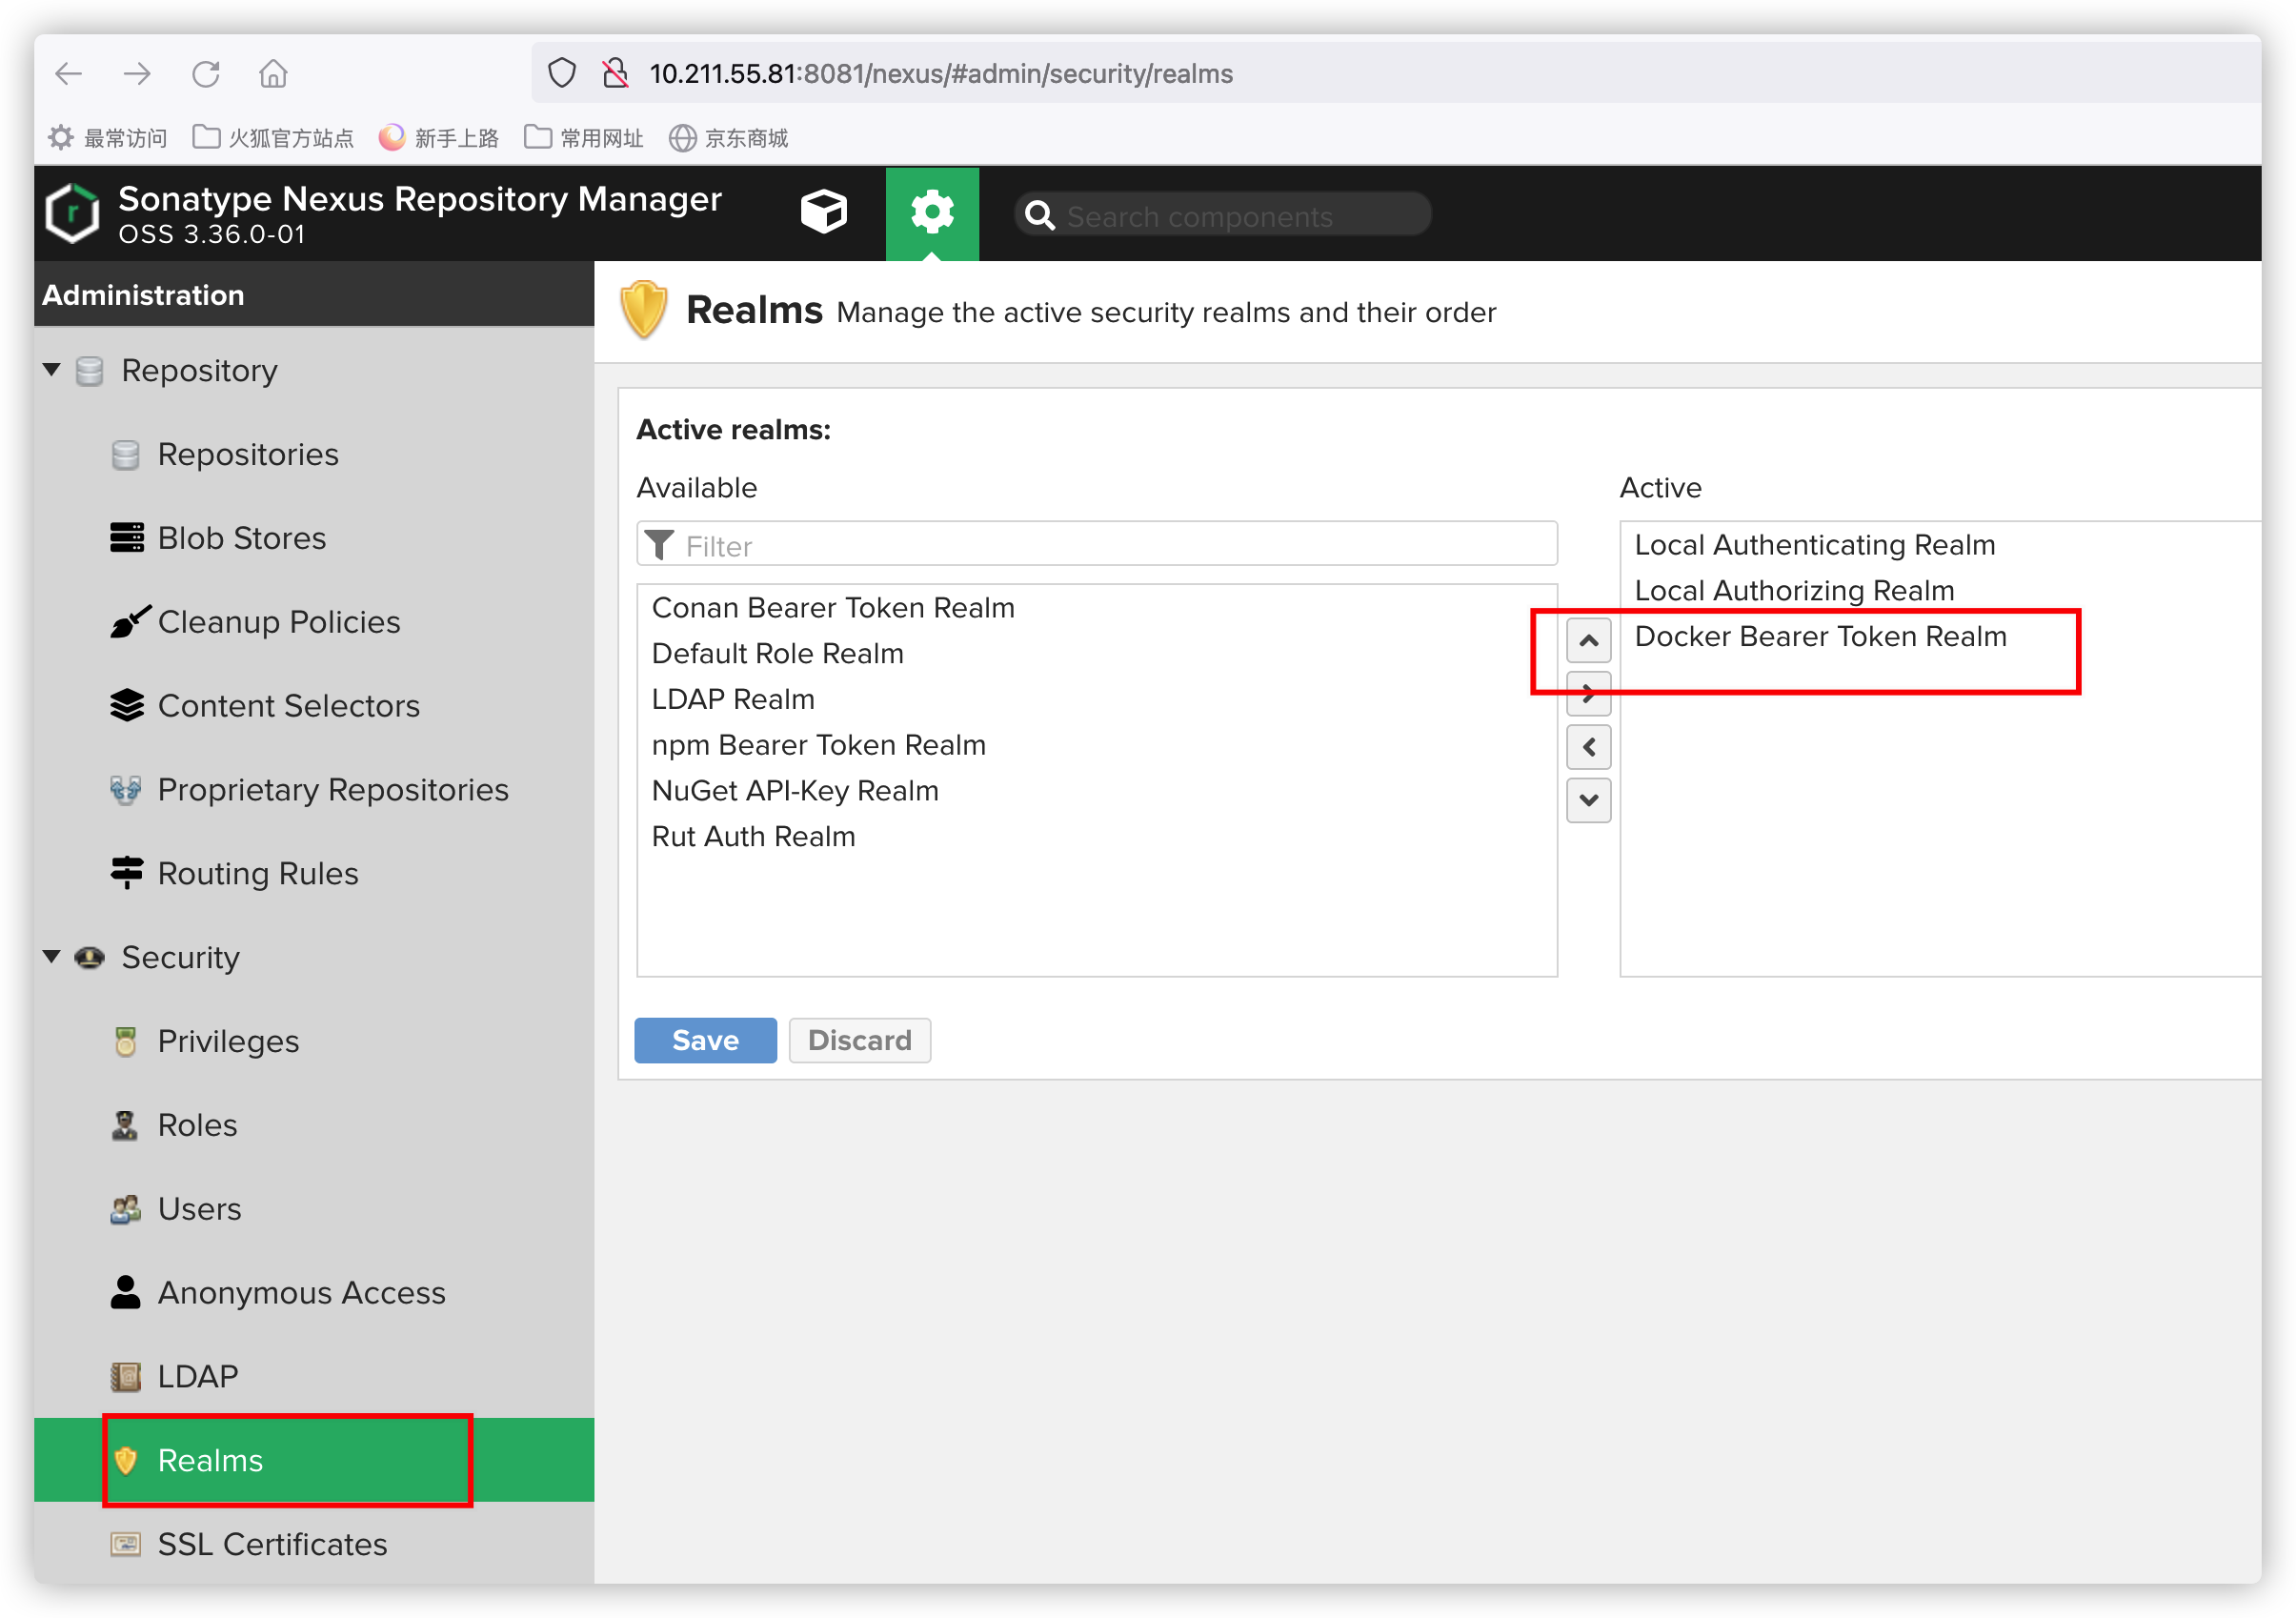 10.211.55.81:8081/nexus/#admin/security/realms
最常访问 火狐官方站点 新手上路 常用网址 京东商城
Sonatype Nexus Repository Manager
OSS 3.36.0-01
Search components
Administration
Realms Manage the active security realms and their order
Repository
Repositories
Blob Stores
Cleanup Policies
Content Selectors
Proprietary Repositories
Routing Rules
Security
Privileges
Roles
Users
Anonymous Access
LDAP
Realms
SSL Certificates
Active realms:
Available
Filter
Conan Bearer Token Realm
Default Role Realm
LDAP Realm
npm Bearer Token Realm
NuGet API-Key Realm
Rut Auth Realm
Active
Local Authenticating Realm
Local Authorizing Realm
Docker Bearer Token Realm
Save Discard